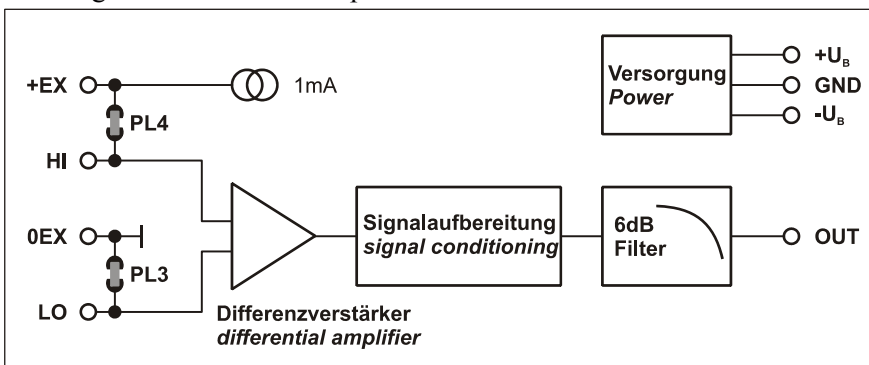 +EX
1mA
PL4
HI
0EX
PL3
LO
Differenzverstärker
differential amplifier
Signalaufbereitung
signal conditioning
6dB
Filter
OUT
Versorgung
Power
+U_B
GND
-U_B